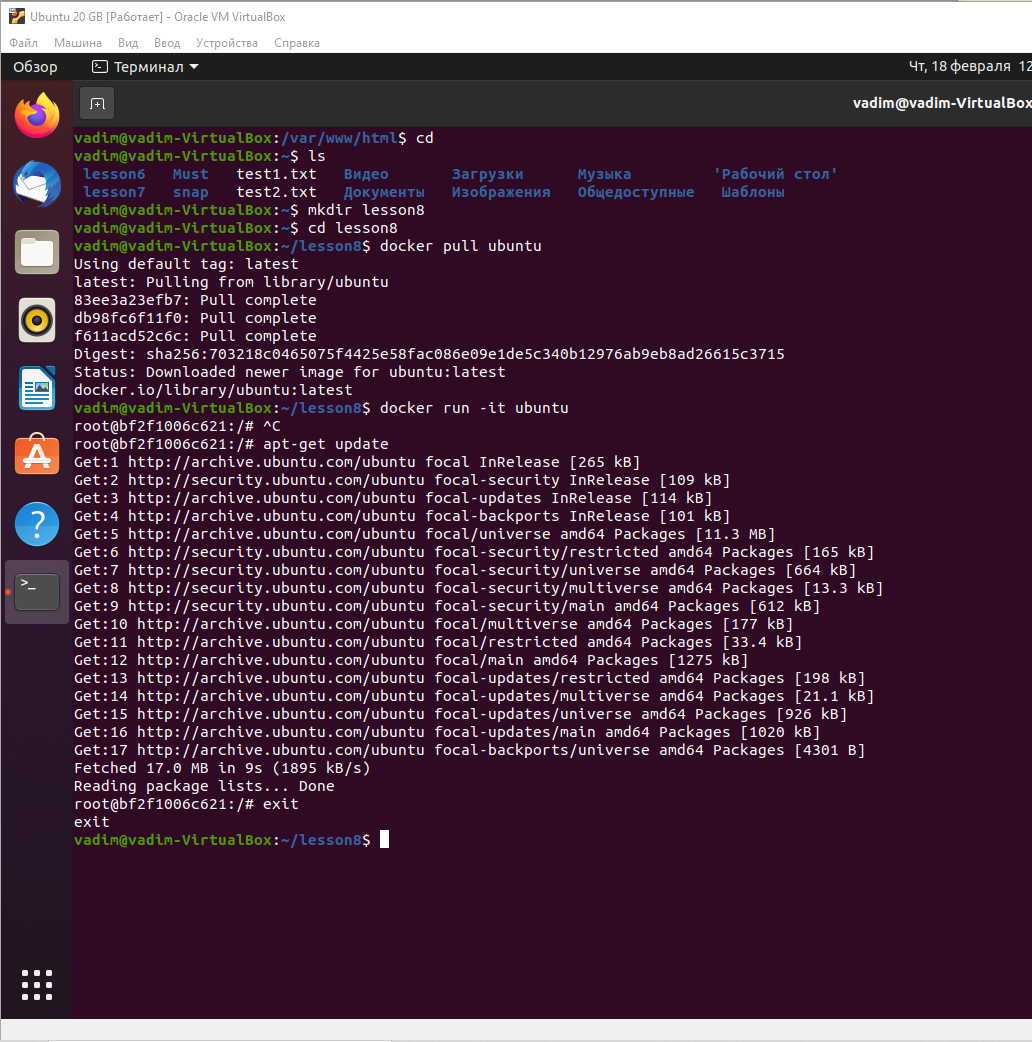 Ubuntu 20 GB [Работает] - Oracle VM VirtualBox
Файл Машина Вид Ввод Устройства Справка
Обзор Терминал Чт, 18 февраля 12
vadim@vadim-VirtualBox
vadim@vadim-VirtualBox:/var/www/html$ cd
vadim@vadim-VirtualBox:~$ ls
lesson6 Must test1.txt Видео Загрузки Музыка 'Рабочий стол'
lesson7 snap test2.txt Документы Изображения Общедоступные Шаблоны
vadim@vadim-VirtualBox:~$ mkdir lesson8
vadim@vadim-VirtualBox:~$ cd lesson8
vadim@vadim-VirtualBox:~/lesson8$ docker pull ubuntu
Using default tag: latest
latest: Pulling from library/ubuntu
83ee3a23efb7: Pull complete
db98fc6f11f0: Pull complete
f611acd52c6c: Pull complete
Digest: sha256:703218c0465075f4425e58fac086e09e1de5c340b12976ab9eb8ad26615c3715
Status: Downloaded newer image for ubuntu:latest
docker.io/library/ubuntu:latest
vadim@vadim-VirtualBox:~/lesson8$ docker run -it ubuntu
root@bf2f1006c621:/# ^C
root@bf2f1006c621:/# apt-get update
Get:1 http://archive.ubuntu.com/ubuntu focal InRelease [265 kB]
Get:2 http://security.ubuntu.com/ubuntu focal-security InRelease [109 kB]
Get:3 http://archive.ubuntu.com/ubuntu focal-updates InRelease [114 kB]
Get:4 http://archive.ubuntu.com/ubuntu focal-backports InRelease [101 kB]
Get:5 http://archive.ubuntu.com/ubuntu focal/universe amd64 Packages [11.3 MB]
Get:6 http://security.ubuntu.com/ubuntu focal-security/restricted amd64 Packages [165 kB]
Get:7 http://security.ubuntu.com/ubuntu focal-security/universe amd64 Packages [664 kB]
Get:8 http://security.ubuntu.com/ubuntu focal-security/multiverse amd64 Packages [13.3 kB]
Get:9 http://security.ubuntu.com/ubuntu focal-security/main amd64 Packages [612 kB]
Get:10 http://archive.ubuntu.com/ubuntu focal/multiverse amd64 Packages [177 kB]
Get:11 http://archive.ubuntu.com/ubuntu focal/restricted amd64 Packages [33.4 kB]
Get:12 http://archive.ubuntu.com/ubuntu focal/main amd64 Packages [1275 kB]
Get:13 http://archive.ubuntu.com/ubuntu focal-updates/restricted amd64 Packages [198 kB]
Get:14 http://archive.ubuntu.com/ubuntu focal-updates/multiverse amd64 Packages [21.1 kB]
Get:15 http://archive.ubuntu.com/ubuntu focal-updates/universe amd64 Packages [926 kB]
Get:16 http://archive.ubuntu.com/ubuntu focal-updates/main amd64 Packages [1020 kB]
Get:17 http://archive.ubuntu.com/ubuntu focal-backports/universe amd64 Packages [4301 B]
Fetched 17.0 MB in 9s (1895 kB/s)
Reading package lists... Done
root@bf2f1006c621:/# exit
exit
vadim@vadim-VirtualBox:~/lesson8$